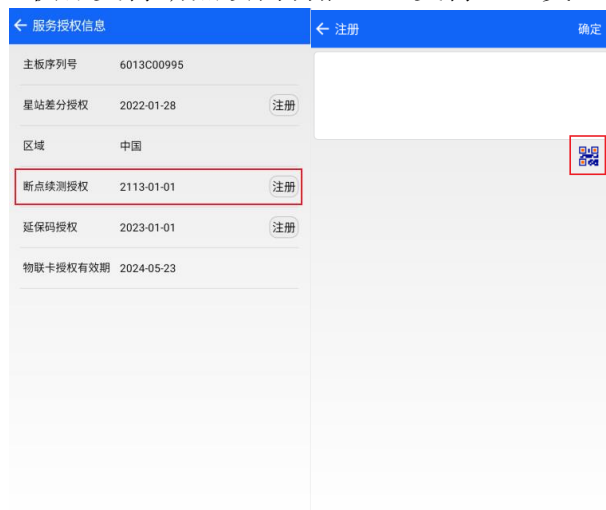 服务授权信息
主板序列号 6013C00995
星站差分授权 2022-01-28 注册
区域 中国
断点续测授权 2113-01-01 注册
延保码授权 2023-01-01 注册
物联卡授权有效期 2024-05-23
注册 确定